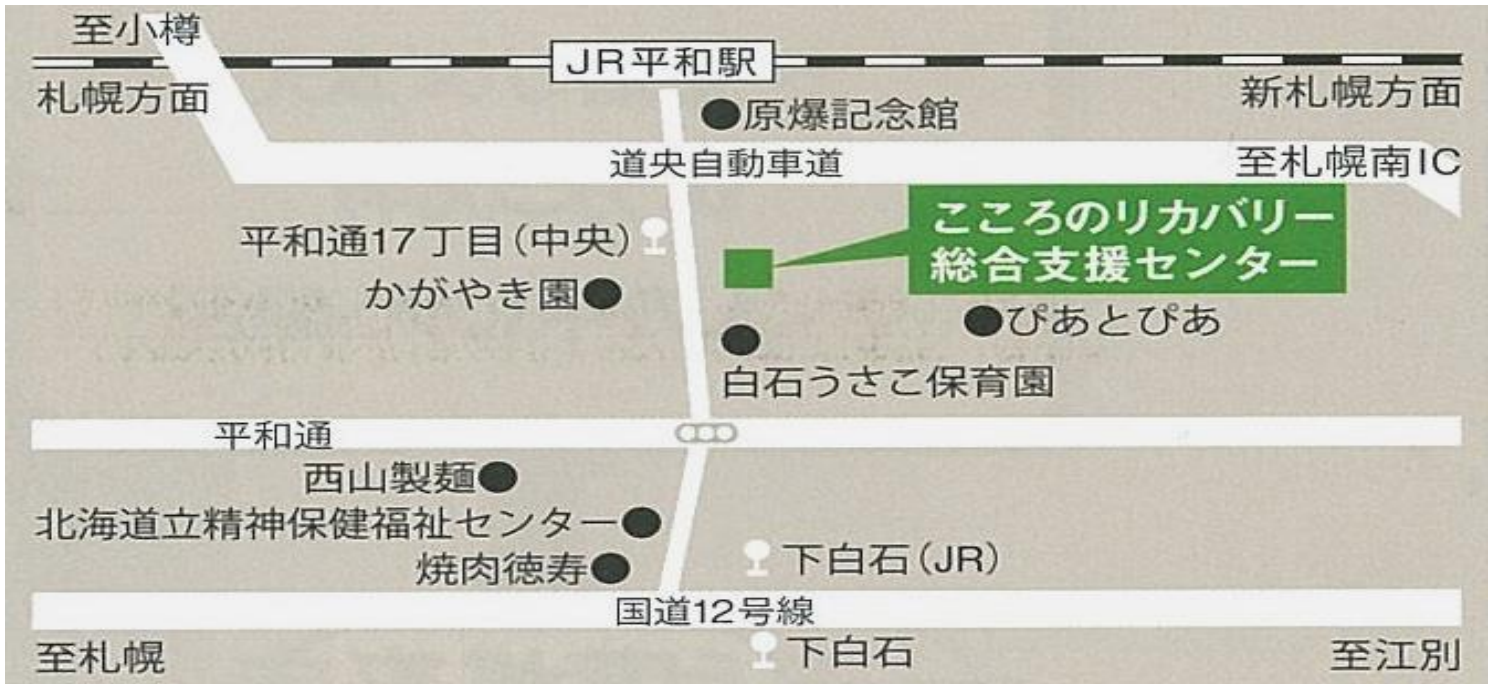 至小樽
JR平和駅
札幌方面
新札幌方面
原爆記念館
道央自動車道
至札幌南IC
こころのリカバリー
総合支援センター
平和通17丁目(中央)
かがやき園
ぴあとぴあ
白石うさこ保育園
平和通
西山製麺
北海道立精神保健福祉センター
焼肉徳寿
下白石(JR)
国道12号線
至札幌
下白石
至江別